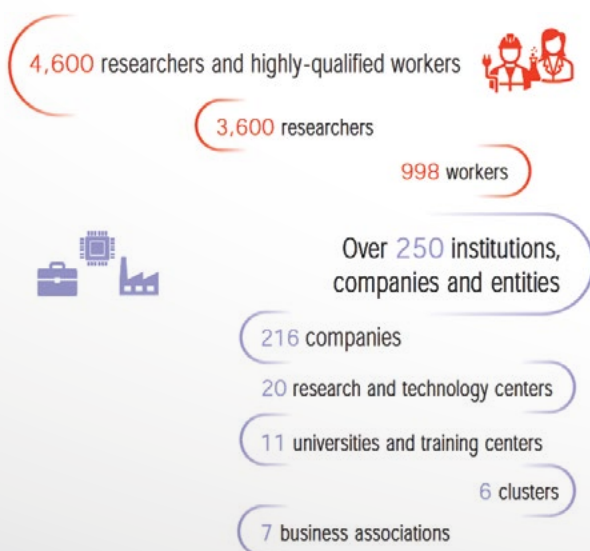 4,600 researchers and highly-qualified workers
3,600 researchers
998 workers
Over 250 institutions,
companies and entities
216 companies
20 research and technology centers
11 universities and training centers
6 clusters
7 business associations